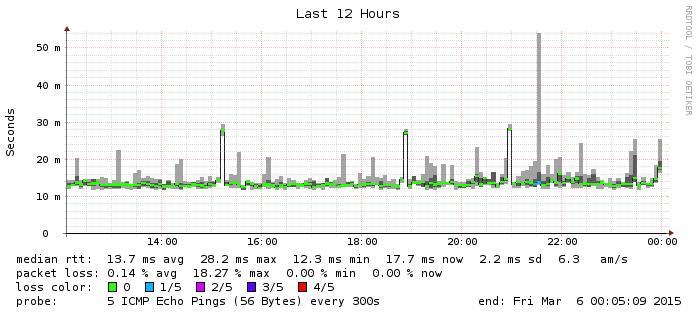 Last 12 Hours
RRDTOOL / TOBI OETIKER
Seconds
50 m
40 m
30 m
20 m
10 m
0
14:00 16:00 18:00 20:00 22:00 00:00
median rtt: 13.7 ms avg 28.2 ms max 12.3 ms min 17.7 ms now 2.2 ms sd 6.3 am/s
packet loss: 0.14 % avg 18.27 % max 0.00 % min 0.00 % now
loss color: 0 1/5 2/5 3/5 4/5
probe: 5 ICMP Echo Pings (56 Bytes) every 300s end: Fri Mar 6 00:05:09 2015